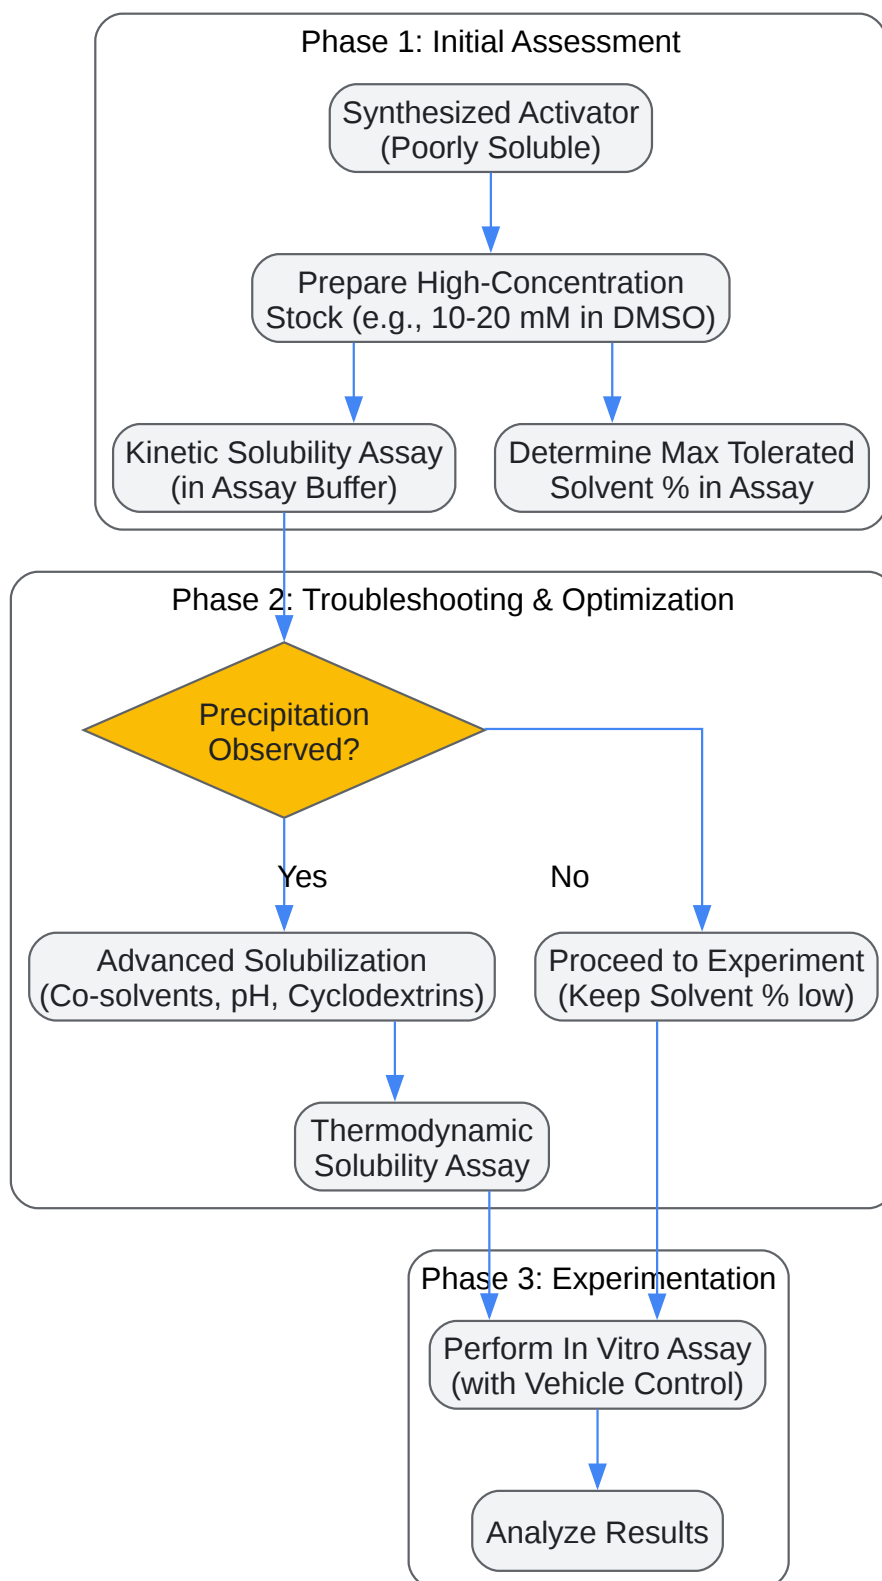 Phase 1: Initial Assessment
Synthesized Activator
(Poorly Soluble)
Prepare High-Concentration
Stock (e.g., 10-20 mM in DMSO)
Kinetic Solubility Assay
(in Assay Buffer)
Determine Max Tolerated
Solvent % in Assay
Phase 2: Troubleshooting & Optimization
Precipitation
Observed?
Yes
No
Advanced Solubilization
(Co-solvents, pH, Cyclodextrins)
Proceed to Experiment
(Keep Solvent % low)
Thermodynamic
Solubility Assay
Phase 3: Experimentation
Perform In Vitro Assay
(with Vehicle Control)
Analyze Results